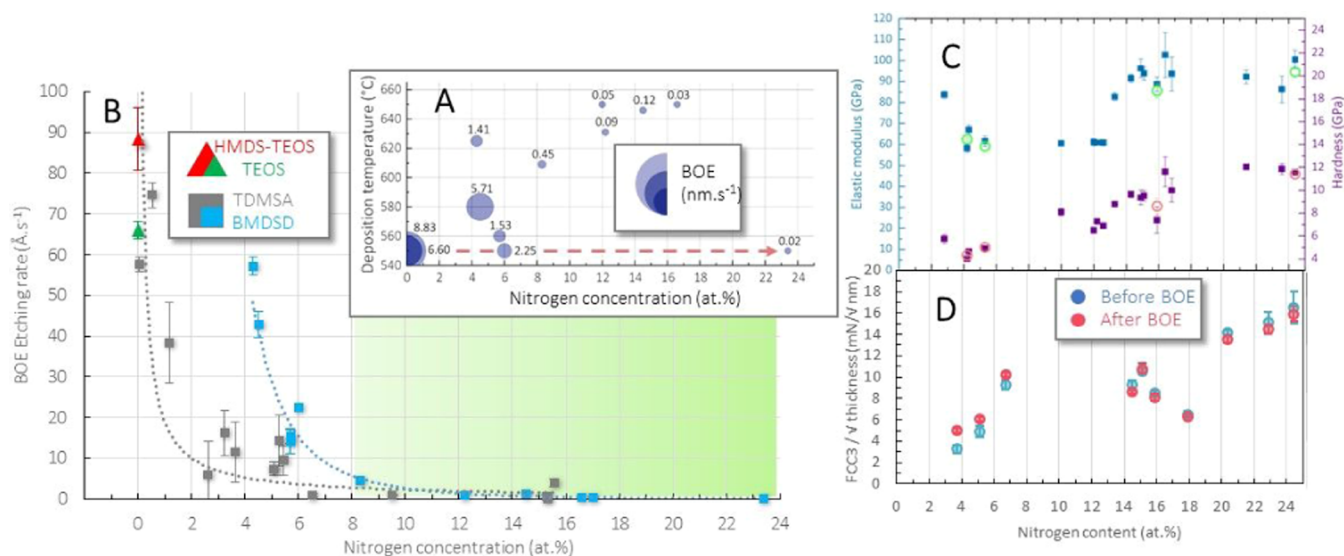 B
BOE Etching rate (Å.s⁻¹)
100
90
80
70
60
50
40
30
20
10
0
0 2 4 6 8 10 12 14 16 18 20 22 24
Nitrogen concentration (at.%)
HMDS-TEOS
TEOS
TDMSA
BMDSD
A
Deposition temperature (°C)
660
640
620
600
580
560
540
0 2 4 6 8 10 12 14 16 18 20 22 24
Nitrogen concentration (at.%)
0.05 0.12 0.03
1.41 0.09
0.45
5.71
8.83 1.53
6.60 2.25 0.02
BOE
(nm.s⁻¹)
C
Elastic modulus (GPa)
120
110
100
90
80
70
60
50
40
30
20
10
0
Hardness (GPa)
24
22
20
18
16
14
12
10
8
6
4
D
FCC3 / √ thickness (mN/√ nm)
20
18
16
14
12
10
8
6
4
2
0
Before BOE
After BOE
0 2 4 6 8 10 12 14 16 18 20 22 24
Nitrogen content (at.%)